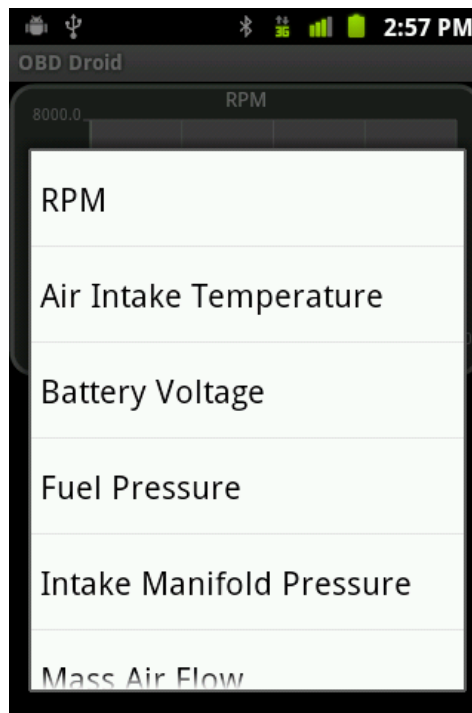 3G
2:57 PM
OBD Droid
RPM
8000.0
RPM
Air Intake Temperature
Battery Voltage
Fuel Pressure
Intake Manifold Pressure
Mass Air Flow